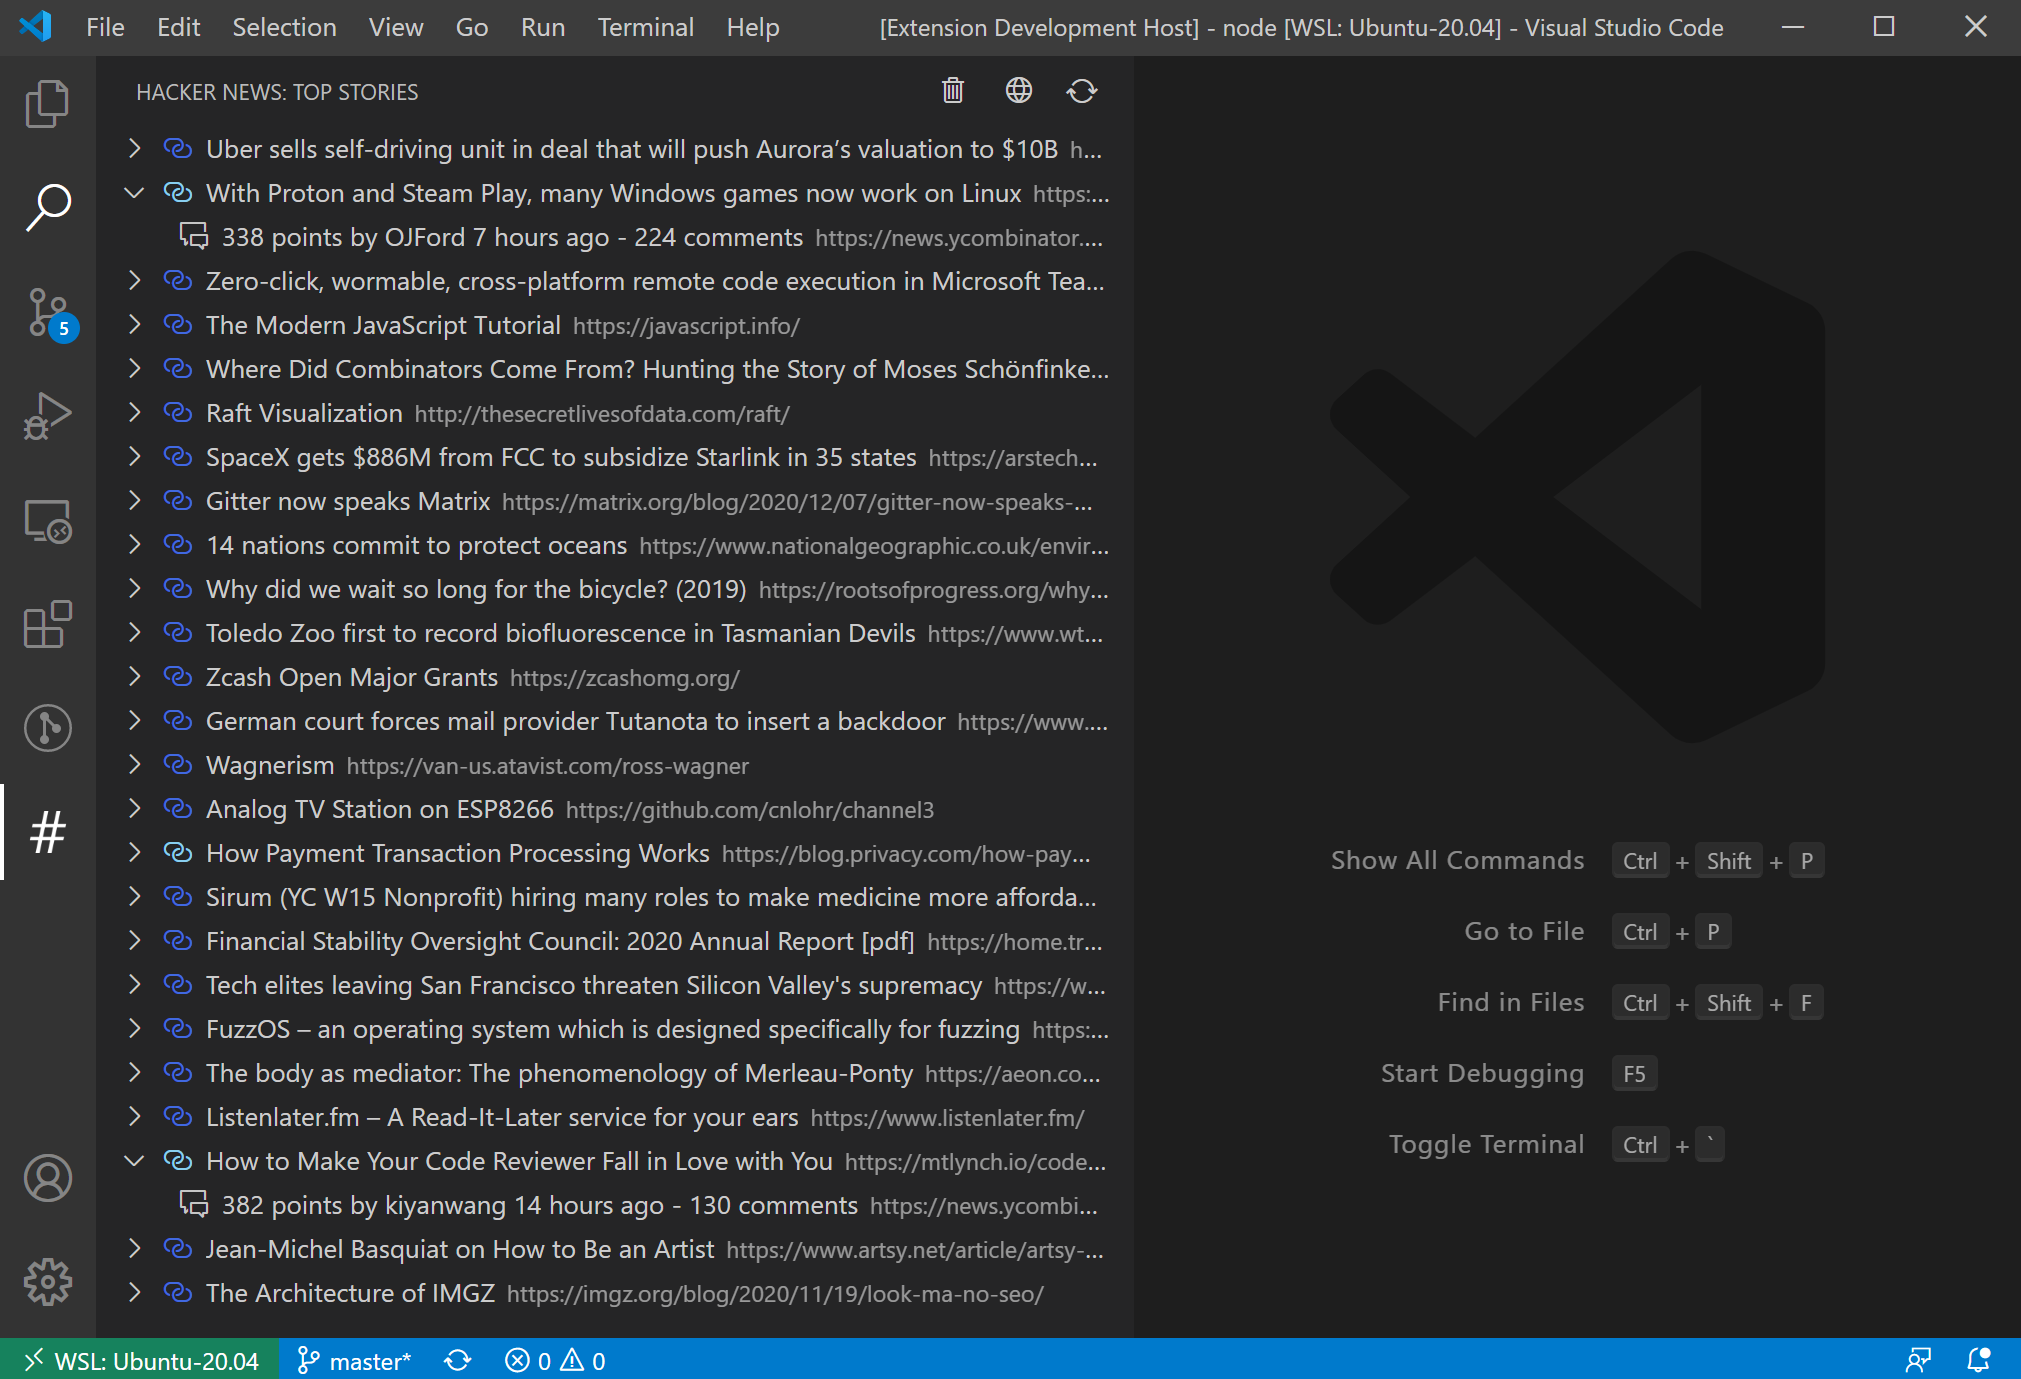 File Edit Selection View Go Run Terminal Help [Extension Development Host] - node [WSL: Ubuntu-20.04] - Visual Studio Code
HACKER NEWS: TOP STORIES
Uber sells self-driving unit in deal that will push Aurora’s valuation to $10B h...
With Proton and Steam Play, many Windows games now work on Linux https:...
338 points by OJFord 7 hours ago - 224 comments https://news.ycombinator....
Zero-click, wormable, cross-platform remote code execution in Microsoft Tea...
The Modern JavaScript Tutorial https://javascript.info/
Where Did Combinators Come From? Hunting the Story of Moses Schönfinke...
Raft Visualization http://thesecretlivesofdata.com/raft/
SpaceX gets $886M from FCC to subsidize Starlink in 35 states https://arstech...
Gitter now speaks Matrix https://matrix.org/blog/2020/12/07/gitter-now-speaks-...
14 nations commit to protect oceans https://www.nationalgeographic.co.uk/envir...
Why did we wait so long for the bicycle? (2019) https://rootsofprogress.org/why...
Toledo Zoo first to record biofluorescence in Tasmanian Devils https://www.wt...
Zcash Open Major Grants https://zcashomg.org/
German court forces mail provider Tutanota to insert a backdoor https://www....
Wagnerism https://van-us.atavist.com/ross-wagner
Analog TV Station on ESP8266 https://github.com/cnlohr/channel3
How Payment Transaction Processing Works https://blog.privacy.com/how-pay...
Sirum (YC W15 Nonprofit) hiring many roles to make medicine more afforda...
Financial Stability Oversight Council: 2020 Annual Report [pdf] https://home.tr...
Tech elites leaving San Francisco threaten Silicon Valley's supremacy https://w...
FuzzOS – an operating system which is designed specifically for fuzzing https:...
The body as mediator: The phenomenology of Merleau-Ponty https://aeon.co...
Listenlater.fm – A Read-It-Later service for your ears https://www.listenlater.fm/
How to Make Your Code Reviewer Fall in Love with You https://mtlynch.io/code...
382 points by kiyanwang 14 hours ago - 130 comments https://news.ycombi...
Jean-Michel Basquiat on How to Be an Artist https://www.artsy.net/article/artsy-...
The Architecture of IMGZ https://imgz.org/blog/2020/11/19/look-ma-no-seo/
5
#
Show All Commands Ctrl + Shift + P
Go to File Ctrl + P
Find in Files Ctrl + Shift + F
Start Debugging F5
Toggle Terminal Ctrl + `
WSL: Ubuntu-20.04 master* 0 0